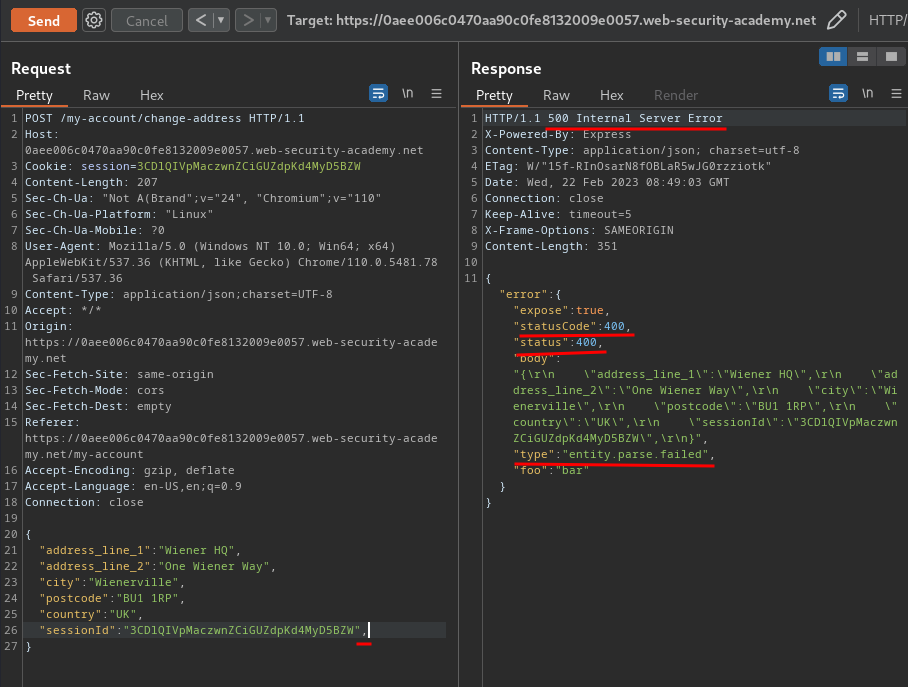 Send Cancel < > Target: https://0aee006c0470aa90c0fe8132009e0057.web-security-academy.net HTTP/
Request
Pretty Raw Hex \n
1 POST /my-account/change-address HTTP/1.1
2 Host:
0aee006c0470aa90c0fe8132009e0057.web-security-academy.net
3 Cookie: session=3CDlQIVpMaczwnZCiGUZdpKd4MyD5BZW
4 Content-Length: 207
5 Sec-Ch-Ua: "Not A(Brand";v="24", "Chromium";v="110"
6 Sec-Ch-Ua-Platform: "Linux"
7 Sec-Ch-Ua-Mobile: ?0
8 User-Agent: Mozilla/5.0 (Windows NT 10.0; Win64; x64)
AppleWebKit/537.36 (KHTML, like Gecko) Chrome/110.0.5481.78
Safari/537.36
9 Content-Type: application/json;charset=UTF-8
10 Accept: */*
11 Origin:
https://0aee006c0470aa90c0fe8132009e0057.web-security-acade
my.net
12 Sec-Fetch-Site: same-origin
13 Sec-Fetch-Mode: cors
14 Sec-Fetch-Dest: empty
15 Referer:
https://0aee006c0470aa90c0fe8132009e0057.web-security-acade
my.net/my-account
16 Accept-Encoding: gzip, deflate
17 Accept-Language: en-US,en;q=0.9
18 Connection: close
19
20 {
21 "address_line_1":"Wiener HQ",
22 "address_line_2":"One Wiener Way",
23 "city":"Wienerville",
24 "postcode":"BU1 1RP",
25 "country":"UK",
26 "sessionId":"3CDlQIVpMaczwnZCiGUZdpKd4MyD5BZW",
27 }
Response
Pretty Raw Hex Render \n
1 HTTP/1.1 500 Internal Server Error
2 X-Powered-By: Express
3 Content-Type: application/json; charset=utf-8
4 ETag: W/"15f-RInOsarN8fOBLaR5wJG0rzziotk"
5 Date: Wed, 22 Feb 2023 08:49:03 GMT
6 Connection: close
7 Keep-Alive: timeout=5
8 X-Frame-Options: SAMEORIGIN
9 Content-Length: 351
10
11 {
"error":{
"expose":true,
"statusCode":400,
"status":400,
"body":
"{\r\n    \"address_line_1\":\"Wiener HQ\",\r\n    \"ad
dress_line_2\":\"One Wiener Way\",\r\n    \"city\":\"Wi
enerville\",\r\n    \"postcode\":\"BU1 1RP\",\r\n    \"
country\":\"UK\",\r\n    \"sessionId\":\"3CDlQIVpMaczwn
ZCiGUZdpKd4MyD5BZW\",\r\n}",
"type":"entity.parse.failed",
"foo":"bar"
}
}